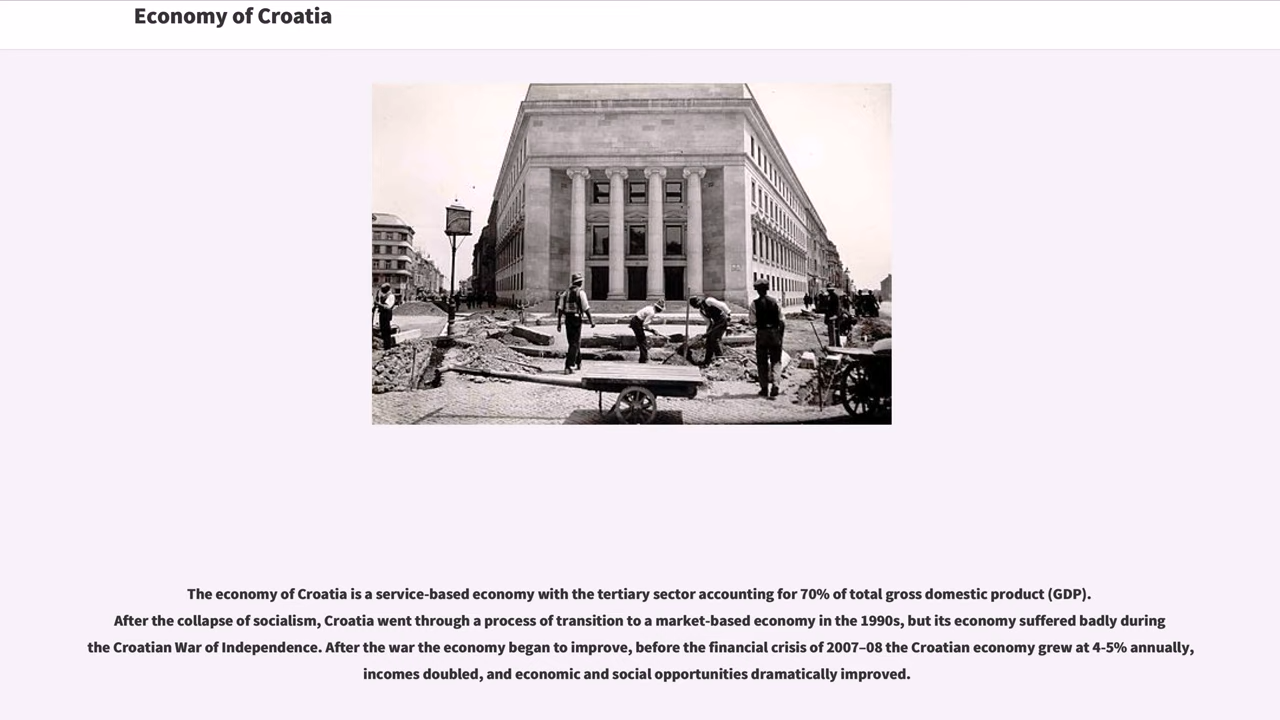 Economy of Croatia
The economy of Croatia is a service-based economy with the tertiary sector accounting for 70% of total gross domestic product (GDP).
After the collapse of socialism, Croatia went through a process of transition to a market-based economy in the 1990s, but its economy suffered badly during
the Croatian War of Independence. After the war the economy began to improve, before the financial crisis of 2007–08 the Croatian economy grew at 4-5% annually,
incomes doubled, and economic and social opportunities dramatically improved.